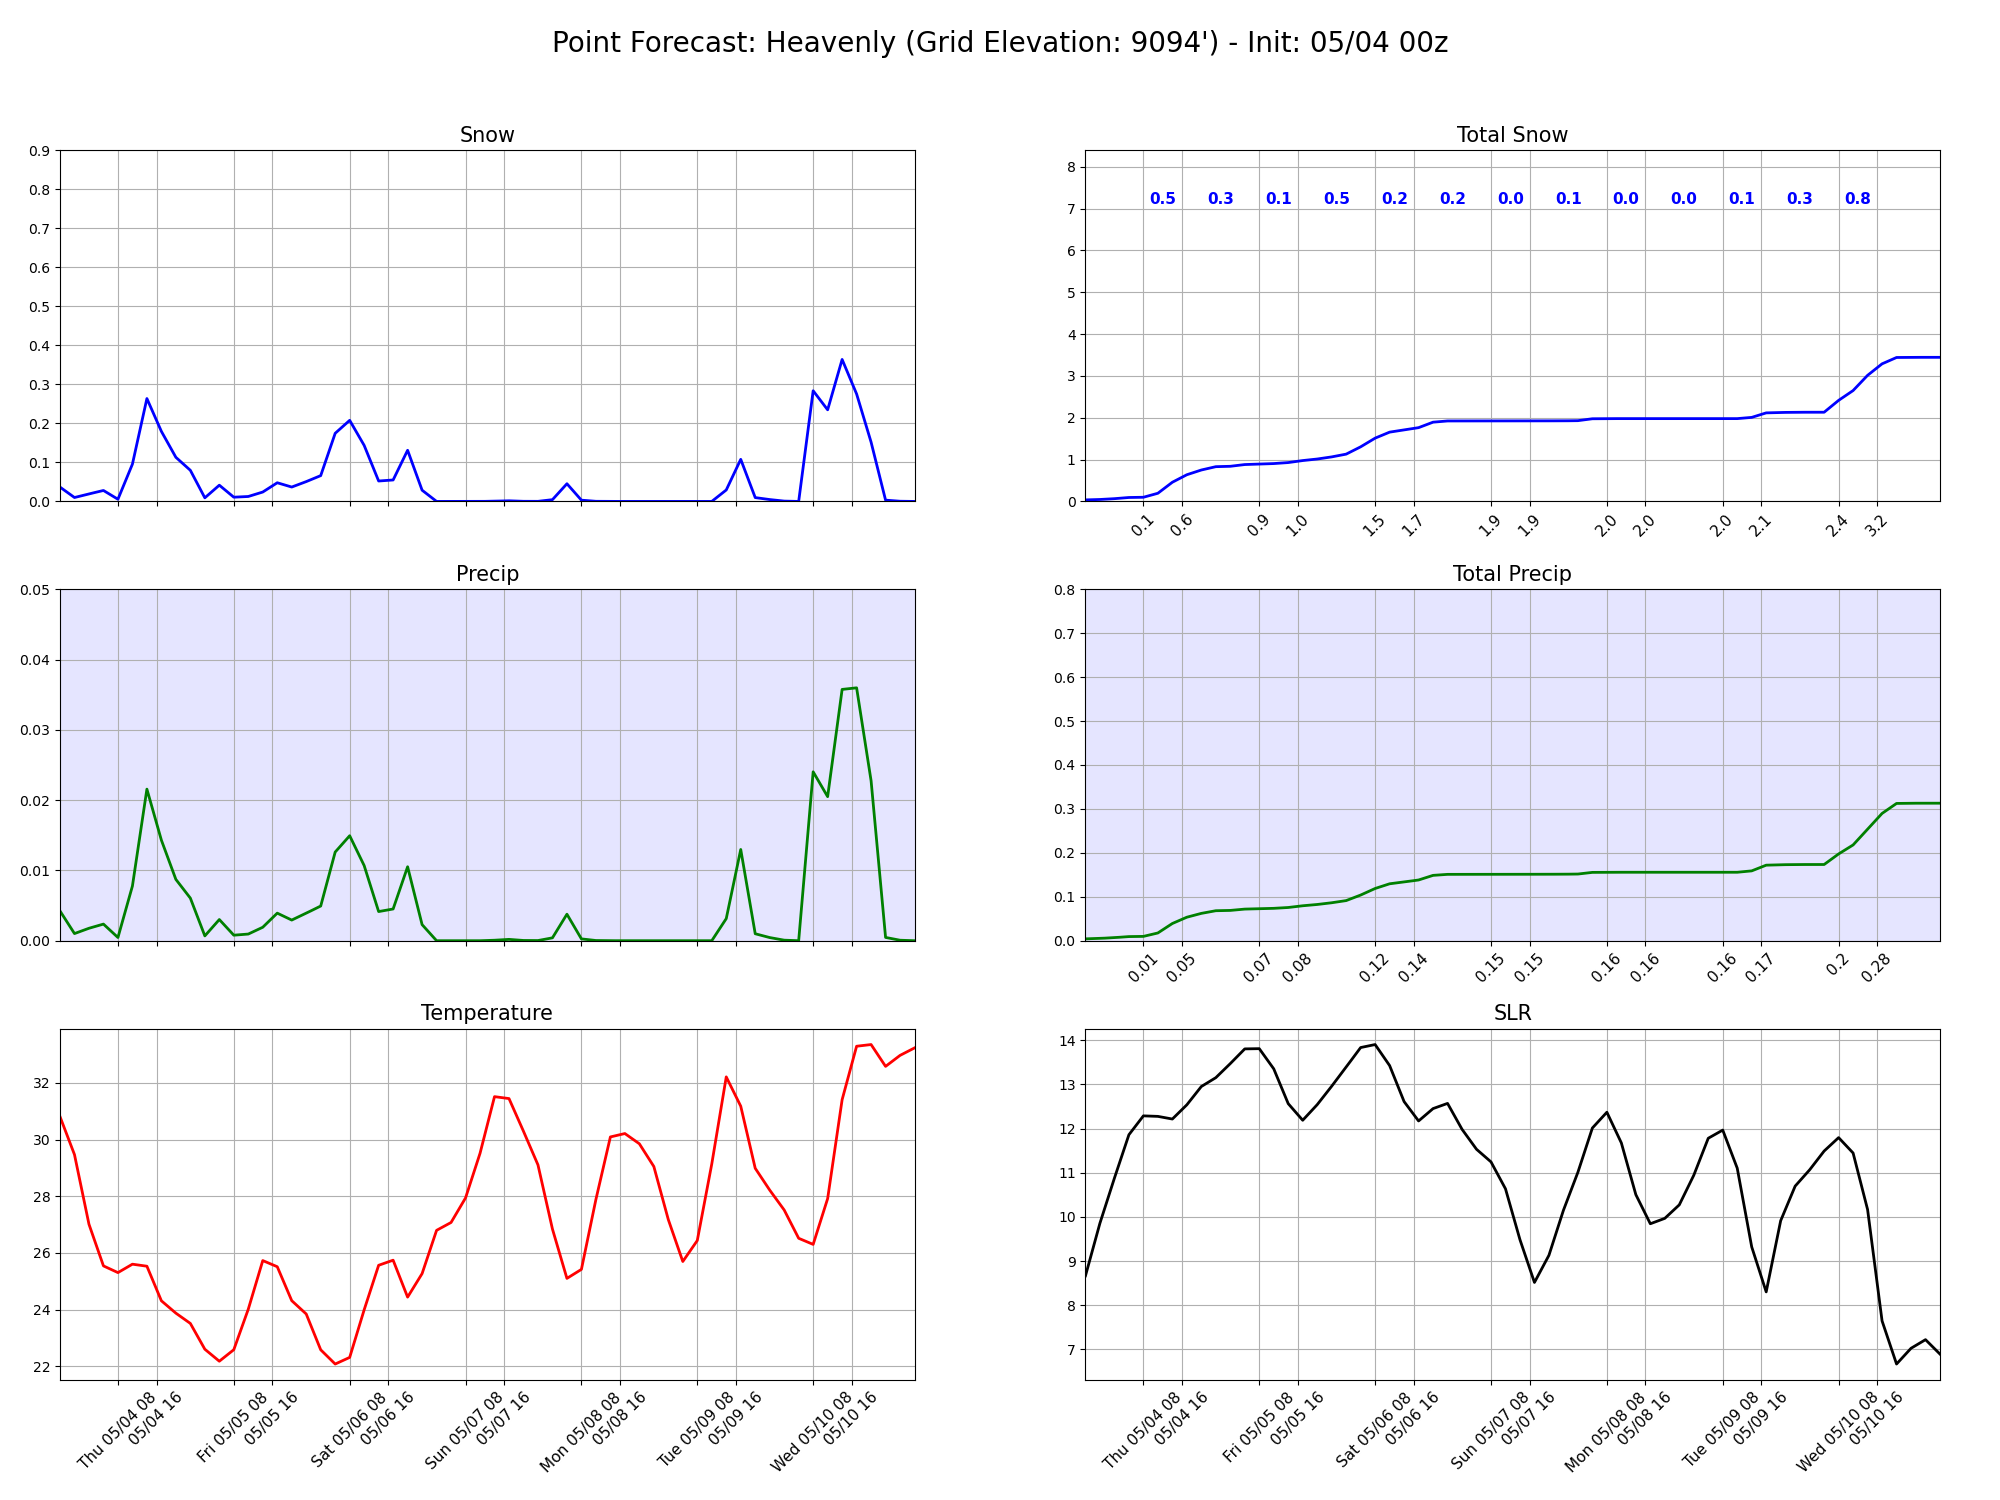 Point Forecast: Heavenly (Grid Elevation: 9094') - Init: 05/04 00z
Snow
0.9
0.8
0.7
0.6
0.5
0.4
0.3
0.2
0.1
0.0
Total Snow
8
7
6
5
4
3
2
1
0
0.5 0.3 0.1 0.5 0.2 0.2 0.0 0.1 0.0 0.0 0.1 0.3 0.8
0.1 0.6 0.9 1.0 1.5 1.7 1.9 1.9 2.0 2.0 2.0 2.1 2.4 3.2
Precip
0.05
0.04
0.03
0.02
0.01
0.00
Total Precip
0.8
0.7
0.6
0.5
0.4
0.3
0.2
0.1
0.0
0.01 0.05 0.07 0.08 0.12 0.14 0.15 0.15 0.16 0.16 0.16 0.17 0.2 0.28
Temperature
32
30
28
26
24
22
Thu 05/04 08
05/04 16
Fri 05/05 08
05/05 16
Sat 05/06 08
05/06 16
Sun 05/07 08
05/07 16
Mon 05/08 08
05/08 16
Tue 05/09 08
05/09 16
Wed 05/10 08
05/10 16
SLR
14
13
12
11
10
9
8
7
Thu 05/04 08
05/04 16
Fri 05/05 08
05/05 16
Sat 05/06 08
05/06 16
Sun 05/07 08
05/07 16
Mon 05/08 08
05/08 16
Tue 05/09 08
05/09 16
Wed 05/10 08
05/10 16